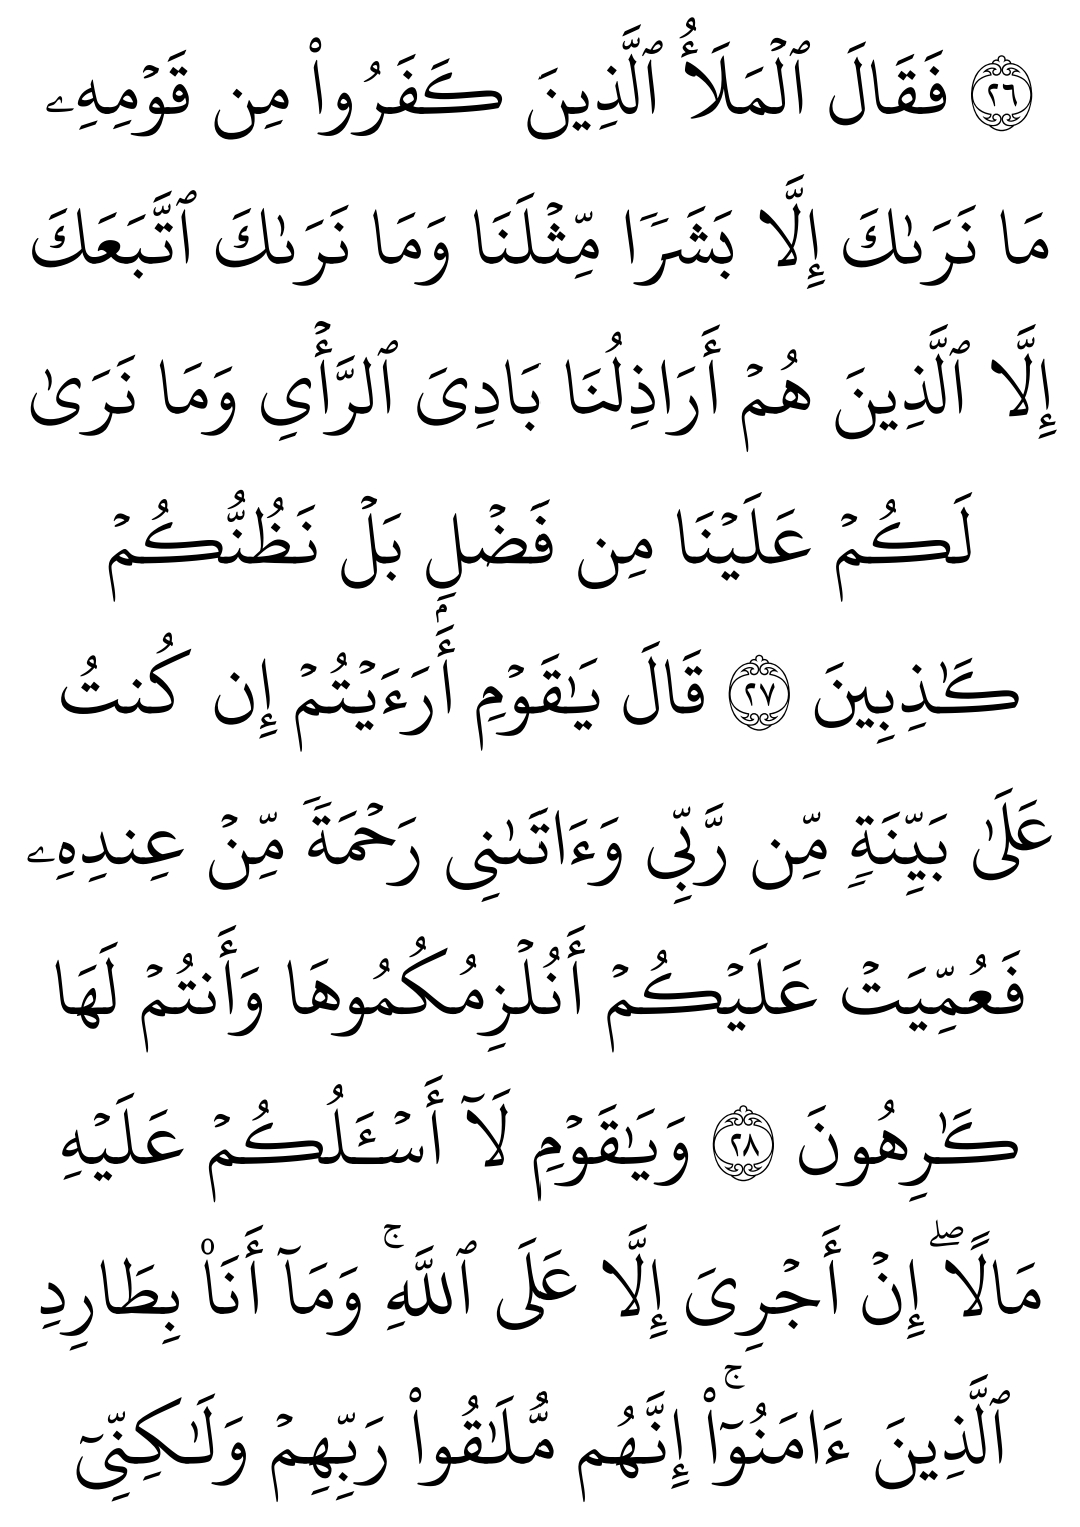 ٢٦ فَقَالَ ٱلۡمَلَأُ ٱلَّذِينَ كَفَرُواْ مِن قَوۡمِهِۦ
مَا نَرَىٰكَ إِلَّا بَشَرٗا مِّثۡلَنَا وَمَا نَرَىٰكَ ٱتَّبَعَكَ
إِلَّا ٱلَّذِينَ هُمۡ أَرَاذِلُنَا بَادِيَ ٱلرَّأۡيِ وَمَا نَرَىٰ
لَكُمۡ عَلَيۡنَا مِن فَضۡلِۭ بَلۡ نَظُنُّكُمۡ
كَٰذِبِينَ ٢٧ قَالَ يَٰقَوۡمِ أَرَءَيۡتُمۡ إِن كُنتُ
عَلَىٰ بَيِّنَةٖ مِّن رَّبِّي وَءَاتَىٰنِي رَحۡمَةٗ مِّنۡ عِندِهِۦ
فَعُمِّيَتۡ عَلَيۡكُمۡ أَنُلۡزِمُكُمُوهَا وَأَنتُمۡ لَهَا
كَٰرِهُونَ ٢٨ وَيَٰقَوۡمِ لَآ أَسۡـَٔلُكُمۡ عَلَيۡهِ
مَالًاۖ إِنۡ أَجۡرِيَ إِلَّا عَلَى ٱللَّهِۚ وَمَآ أَنَا۠ بِطَارِدِ
ٱلَّذِينَ ءَامَنُوٓاْۚ إِنَّهُم مُّلَٰقُواْ رَبِّهِمۡ وَلَٰكِنِّيٓ